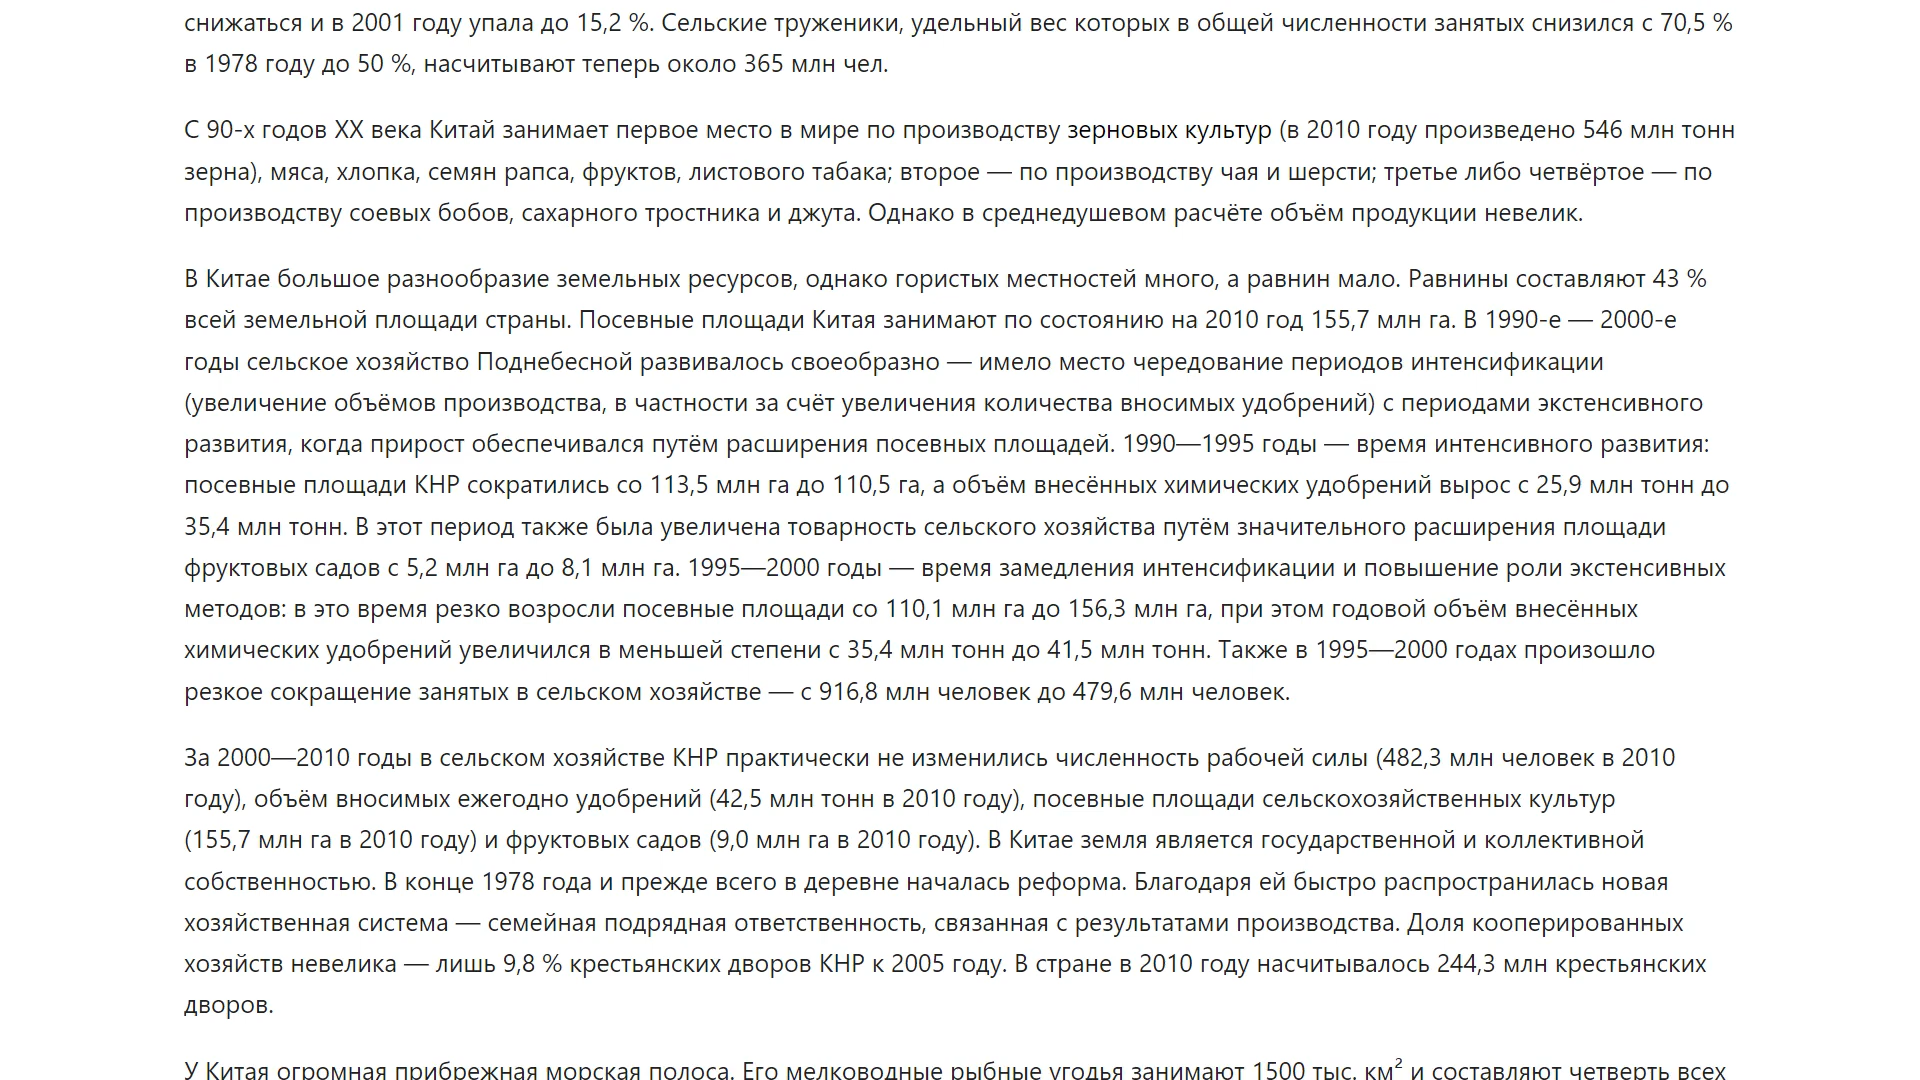 снижаться и в 2001 году упала до 15,2 %. Сельские труженики, удельный вес которых в общей численности занятых снизился с 70,5 %
в 1978 году до 50 %, насчитывают теперь около 365 млн чел.
С 90-х годов XX века Китай занимает первое место в мире по производству зерновых культур (в 2010 году произведено 546 млн тонн
зерна), мяса, хлопка, семян рапса, фруктов, листового табака; второе — по производству чая и шерсти; третье либо четвёртое — по
производству соевых бобов, сахарного тростника и джута. Однако в среднедушевом расчёте объём продукции невелик.
В Китае большое разнообразие земельных ресурсов, однако гористых местностей много, а равнин мало. Равнины составляют 43 %
всей земельной площади страны. Посевные площади Китая занимают по состоянию на 2010 год 155,7 млн га. В 1990-е — 2000-е
годы сельское хозяйство Поднебесной развивалось своеобразно — имело место чередование периодов интенсификации
(увеличение объёмов производства, в частности за счёт увеличения количества вносимых удобрений) с периодами экстенсивного
развития, когда прирост обеспечивался путём расширения посевных площадей. 1990—1995 годы — время интенсивного развития:
посевные площади КНР сократились со 113,5 млн га до 110,5 га, а объём внесённых химических удобрений вырос с 25,9 млн тонн до
35,4 млн тонн. В этот период также была увеличена товарность сельского хозяйства путём значительного расширения площади
фруктовых садов с 5,2 млн га до 8,1 млн га. 1995—2000 годы — время замедления интенсификации и повышение роли экстенсивных
методов: в это время резко возросли посевные площади со 110,1 млн га до 156,3 млн га, при этом годовой объём внесённых
химических удобрений увеличился в меньшей степени с 35,4 млн тонн до 41,5 млн тонн. Также в 1995—2000 годах произошло
резкое сокращение занятых в сельском хозяйстве — с 916,8 млн человек до 479,6 млн человек.
За 2000—2010 годы в сельском хозяйстве КНР практически не изменились численность рабочей силы (482,3 млн человек в 2010
году), объём вносимых ежегодно удобрений (42,5 млн тонн в 2010 году), посевные площади сельскохозяйственных культур
(155,7 млн га в 2010 году) и фруктовых садов (9,0 млн га в 2010 году). В Китае земля является государственной и коллективной
собственностью. В конце 1978 года и прежде всего в деревне началась реформа. Благодаря ей быстро распространилась новая
хозяйственная система — семейная подрядная ответственность, связанная с результатами производства. Доля кооперированных
хозяйств невелика — лишь 9,8 % крестьянских дворов КНР к 2005 году. В стране в 2010 году насчитывалось 244,3 млн крестьянских
дворов.
У Китая огромная прибрежная морская полоса. Его мелководные рыбные угодья занимают 1500 тыс. км² и составляют четверть всех